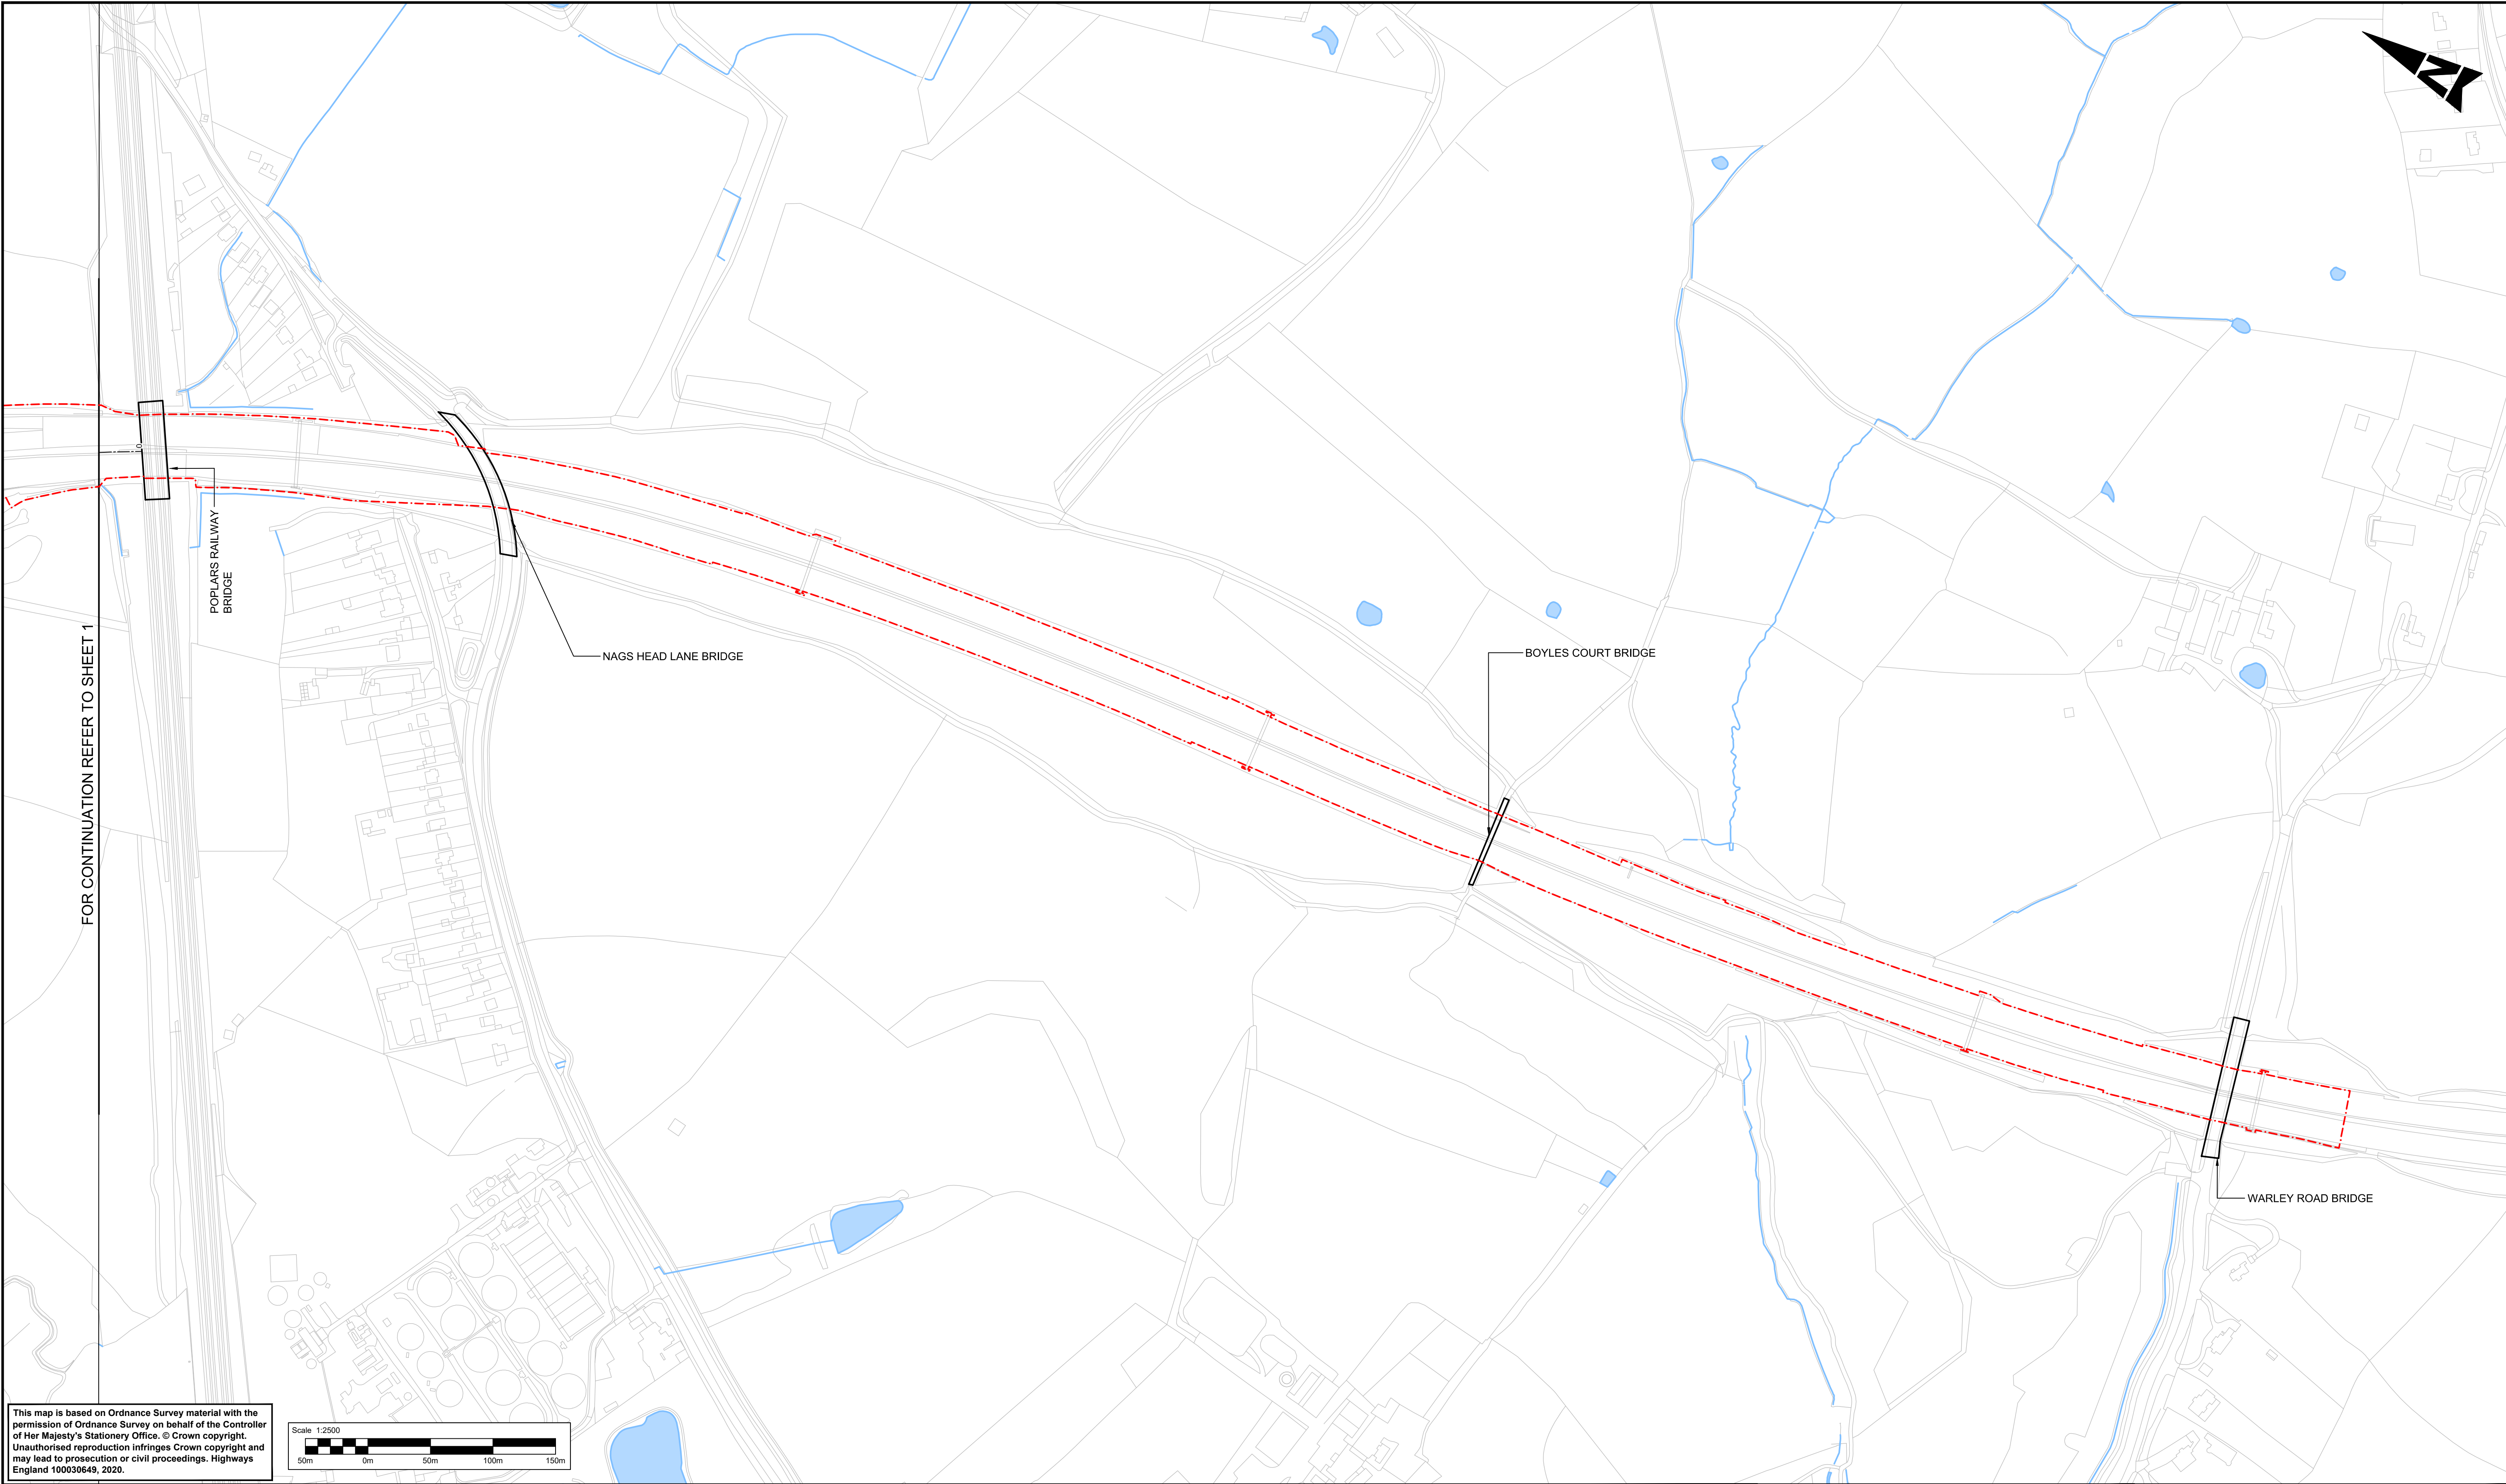 N
FOR CONTINUATION REFER TO SHEET 1
POPLARS RAILWAY
BRIDGE
NAGS HEAD LANE BRIDGE
BOYLES COURT BRIDGE
WARLEY ROAD BRIDGE
This map is based on Ordnance Survey material with the
permission of Ordnance Survey on behalf of the Controller
of Her Majesty's Stationery Office. © Crown copyright.
Unauthorised reproduction infringes Crown copyright and
may lead to prosecution or civil proceedings. Highways
England 100030649, 2020.
Scale 1:2500
50m 0m 50m 100m 150m